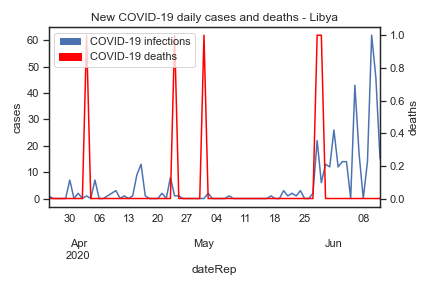 New COVID-19 daily cases and deaths - Libya
COVID-19 infections
COVID-19 deaths
cases
60
50
40
30
20
10
0
deaths
1.0
0.8
0.6
0.4
0.2
0.0
30 06 13 20 27 04 11 18 25 08
Apr May Jun
2020
dateRep